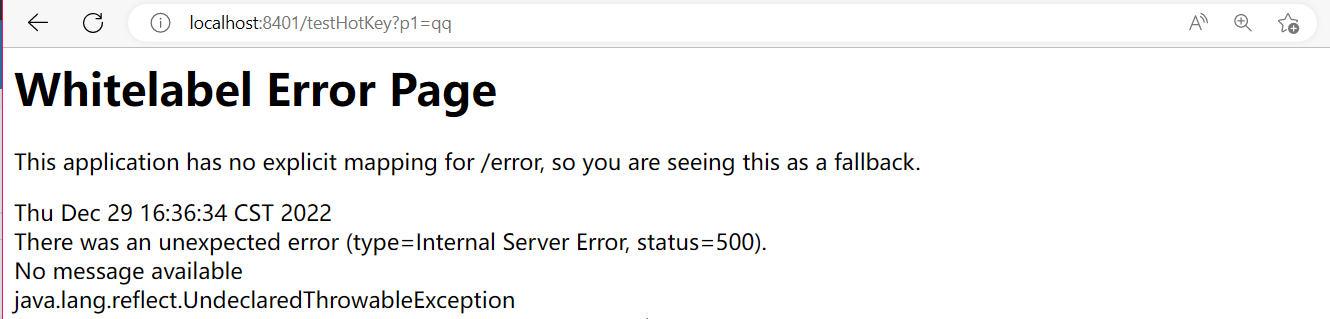 localhost:8401/testHotKey?p1=qq
Whitelabel Error Page
This application has no explicit mapping for /error, so you are seeing this as a fallback.
Thu Dec 29 16:36:34 CST 2022
There was an unexpected error (type=Internal Server Error, status=500).
No message available
java.lang.reflect.UndeclaredThrowableException